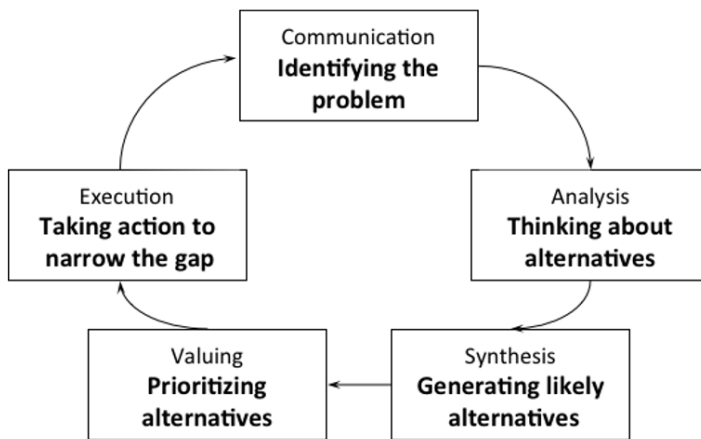 Communication
Identifying the
problem
Analysis
Thinking about
alternatives
Synthesis
Generating likely
alternatives
Valuing
Prioritizing
alternatives
Execution
Taking action to
narrow the gap